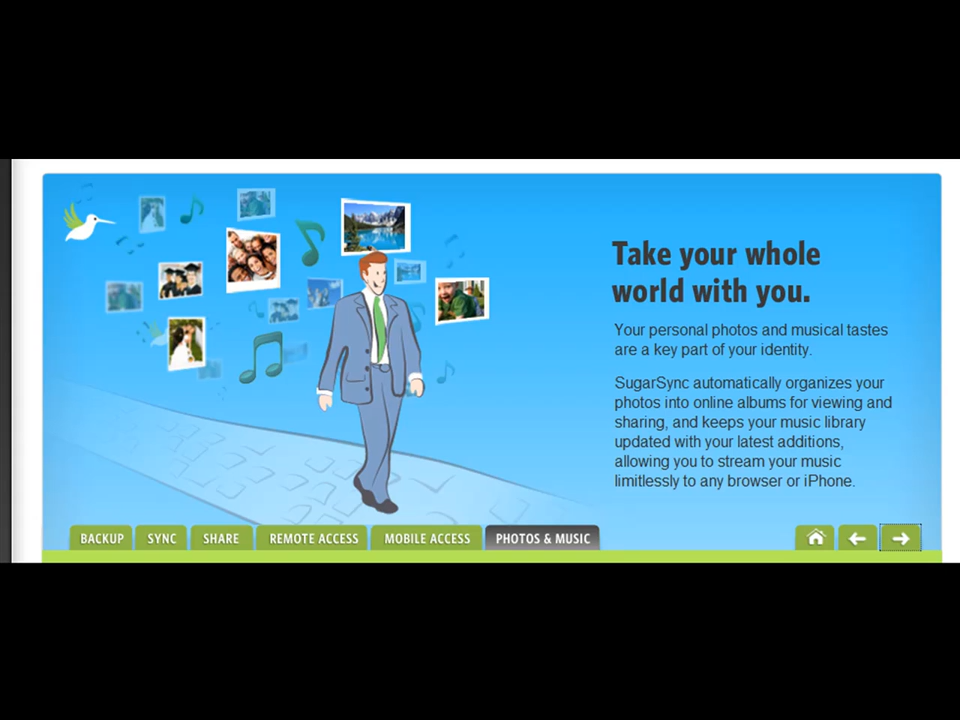 Take your whole
world with you.
Your personal photos and musical tastes
are a key part of your identity.
SugarSync automatically organizes your
photos into online albums for viewing and
sharing, and keeps your music library
updated with your latest additions,
allowing you to stream your music
limitlessly to any browser or iPhone.
BACKUP
SYNC
SHARE
REMOTE ACCESS
MOBILE ACCESS
PHOTOS & MUSIC